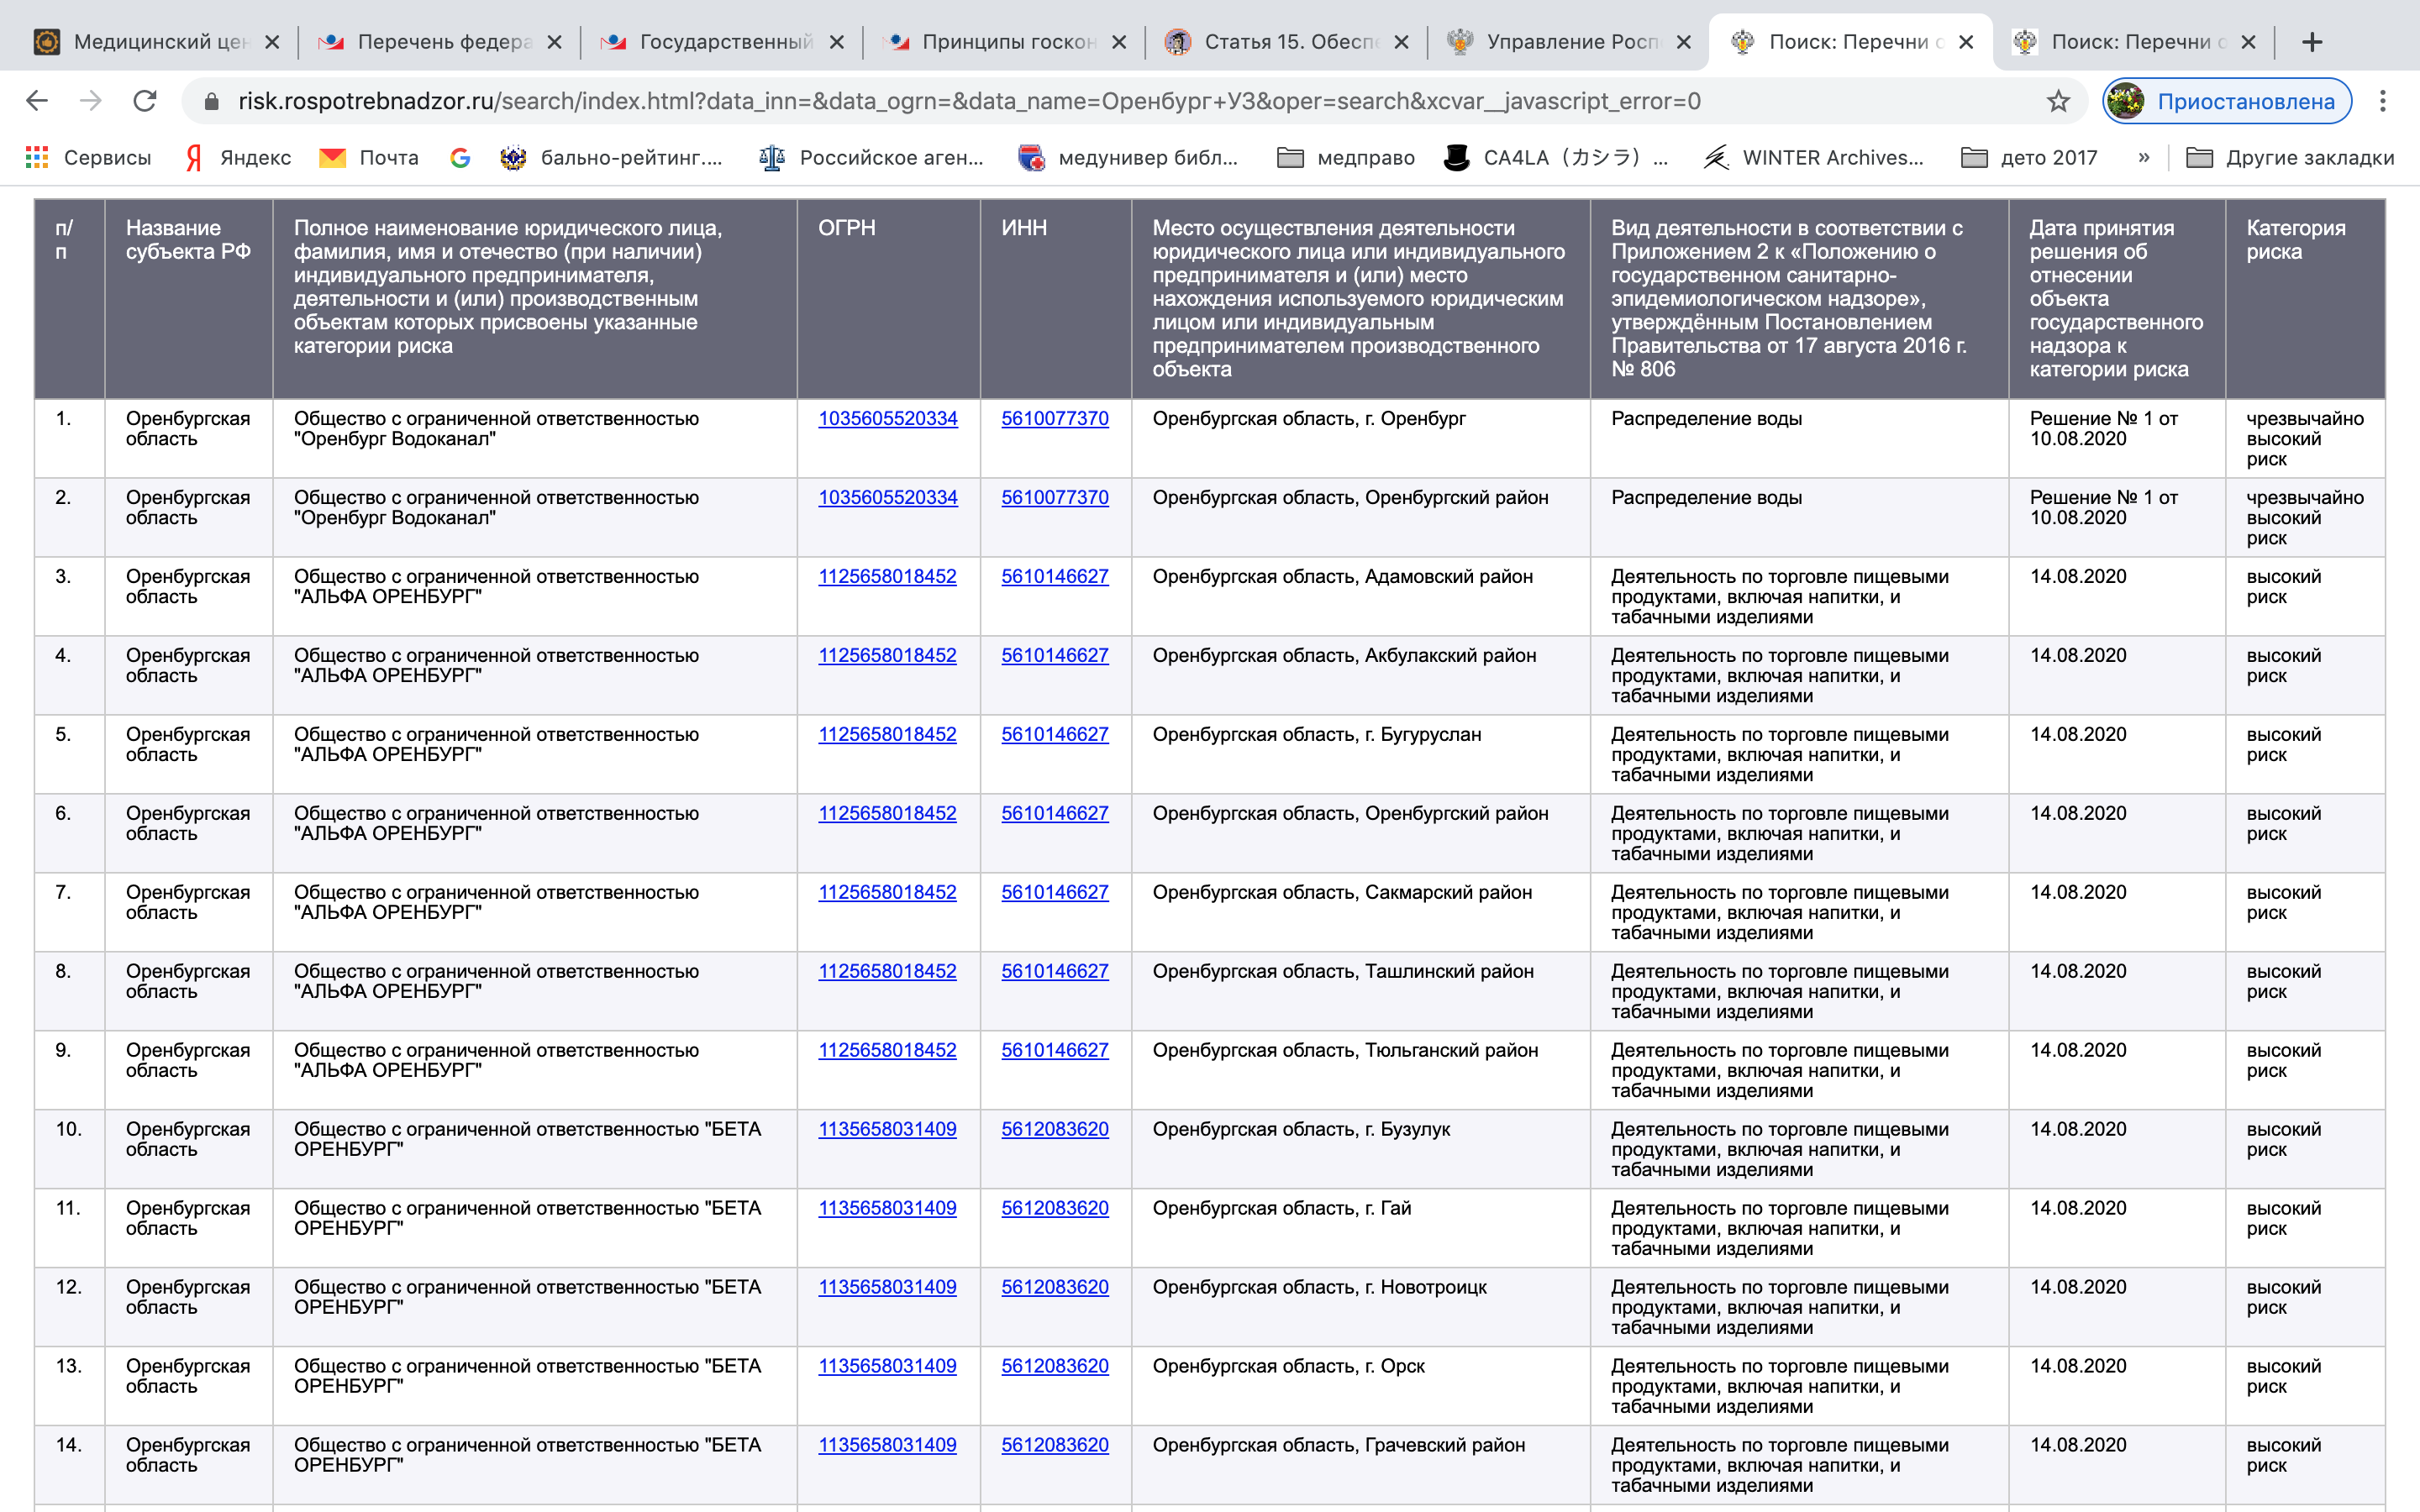 Медицинский цен
Перечень федера
Государственный
Принципы госкон
Статья 15. Обеспе
Управление Росп
Поиск: Перечни о
Поиск: Перечни о
risk.rospotrebnadzor.ru/search/index.html?data_inn=&data_ogrn=&data_name=Оренбург+УЗ&oper=search&xcvar__javascript_error=0
Приостановлена
Сервисы
Яндекс
Почта
бально-рейтинг....
Российское аген...
медунивер библ...
медправо
CA4LA（カシラ）...
WINTER Archives...
дето 2017
»
Другие закладки
п/
п
Название
субъекта РФ
Полное наименование юридического лица,
фамилия, имя и отчество (при наличии)
индивидуального предпринимателя,
деятельности и (или) производственным
объектам которых присвоены указанные
категории риска
ОГРН
ИНН
Место осуществления деятельности
юридического лица или индивидуального
предпринимателя и (или) место
нахождения используемого юридическим
лицом или индивидуальным
предпринимателем производственного
объекта
Вид деятельности в соответствии с
Приложением 2 к «Положению о
государственном санитарно-
эпидемиологическом надзоре»,
утверждённым Постановлением
Правительства от 17 августа 2016 г.
№ 806
Дата принятия
решения об
отнесении
объекта
государственного
надзора к
категории риска
Категория
риска
1.
Оренбургская
область
Общество с ограниченной ответственностью
"Оренбург Водоканал"
1035605520334
5610077370
Оренбургская область, г. Оренбург
Распределение воды
Решение № 1 от
10.08.2020
чрезвычайно
высокий
риск
2.
Оренбургская
область
Общество с ограниченной ответственностью
"Оренбург Водоканал"
1035605520334
5610077370
Оренбургская область, Оренбургский район
Распределение воды
Решение № 1 от
10.08.2020
чрезвычайно
высокий
риск
3.
Оренбургская
область
Общество с ограниченной ответственностью
"АЛЬФА ОРЕНБУРГ"
1125658018452
5610146627
Оренбургская область, Адамовский район
Деятельность по торговле пищевыми
продуктами, включая напитки, и
табачными изделиями
14.08.2020
высокий
риск
4.
Оренбургская
область
Общество с ограниченной ответственностью
"АЛЬФА ОРЕНБУРГ"
1125658018452
5610146627
Оренбургская область, Акбулакский район
Деятельность по торговле пищевыми
продуктами, включая напитки, и
табачными изделиями
14.08.2020
высокий
риск
5.
Оренбургская
область
Общество с ограниченной ответственностью
"АЛЬФА ОРЕНБУРГ"
1125658018452
5610146627
Оренбургская область, г. Бугуруслан
Деятельность по торговле пищевыми
продуктами, включая напитки, и
табачными изделиями
14.08.2020
высокий
риск
6.
Оренбургская
область
Общество с ограниченной ответственностью
"АЛЬФА ОРЕНБУРГ"
1125658018452
5610146627
Оренбургская область, Оренбургский район
Деятельность по торговле пищевыми
продуктами, включая напитки, и
табачными изделиями
14.08.2020
высокий
риск
7.
Оренбургская
область
Общество с ограниченной ответственностью
"АЛЬФА ОРЕНБУРГ"
1125658018452
5610146627
Оренбургская область, Сакмарский район
Деятельность по торговле пищевыми
продуктами, включая напитки, и
табачными изделиями
14.08.2020
высокий
риск
8.
Оренбургская
область
Общество с ограниченной ответственностью
"АЛЬФА ОРЕНБУРГ"
1125658018452
5610146627
Оренбургская область, Ташлинский район
Деятельность по торговле пищевыми
продуктами, включая напитки, и
табачными изделиями
14.08.2020
высокий
риск
9.
Оренбургская
область
Общество с ограниченной ответственностью
"АЛЬФА ОРЕНБУРГ"
1125658018452
5610146627
Оренбургская область, Тюльганский район
Деятельность по торговле пищевыми
продуктами, включая напитки, и
табачными изделиями
14.08.2020
высокий
риск
10.
Оренбургская
область
Общество с ограниченной ответственностью "БЕТА
ОРЕНБУРГ"
1135658031409
5612083620
Оренбургская область, г. Бузулук
Деятельность по торговле пищевыми
продуктами, включая напитки, и
табачными изделиями
14.08.2020
высокий
риск
11.
Оренбургская
область
Общество с ограниченной ответственностью "БЕТА
ОРЕНБУРГ"
1135658031409
5612083620
Оренбургская область, г. Гай
Деятельность по торговле пищевыми
продуктами, включая напитки, и
табачными изделиями
14.08.2020
высокий
риск
12.
Оренбургская
область
Общество с ограниченной ответственностью "БЕТА
ОРЕНБУРГ"
1135658031409
5612083620
Оренбургская область, г. Новотроицк
Деятельность по торговле пищевыми
продуктами, включая напитки, и
табачными изделиями
14.08.2020
высокий
риск
13.
Оренбургская
область
Общество с ограниченной ответственностью "БЕТА
ОРЕНБУРГ"
1135658031409
5612083620
Оренбургская область, г. Орск
Деятельность по торговле пищевыми
продуктами, включая напитки, и
табачными изделиями
14.08.2020
высокий
риск
14.
Оренбургская
область
Общество с ограниченной ответственностью "БЕТА
ОРЕНБУРГ"
1135658031409
5612083620
Оренбургская область, Грачевский район
Деятельность по торговле пищевыми
продуктами, включая напитки, и
табачными изделиями
14.08.2020
высокий
риск